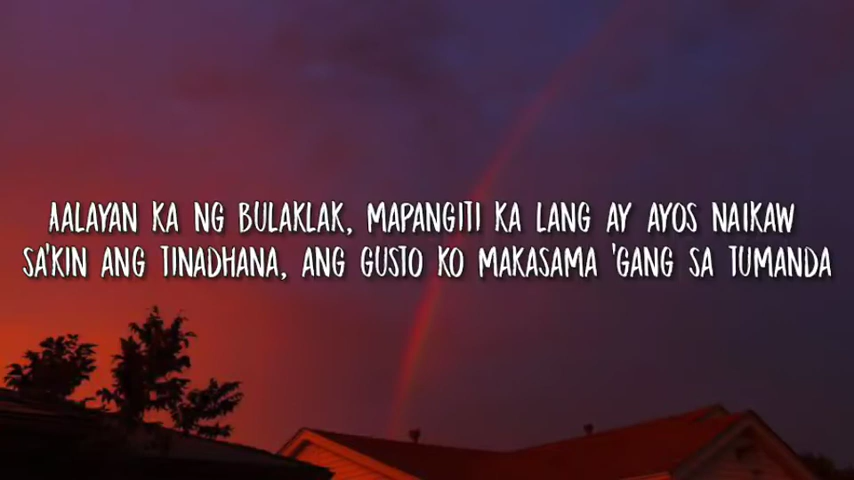 AALAYAN KA NG BULAKLAK, MAPANGITI KA LANG AY AYOS NAIKAW
SA'KIN ANG TINADHANA, ANG GUSTO KO MAKASAMA 'GANG SA TUMANDA